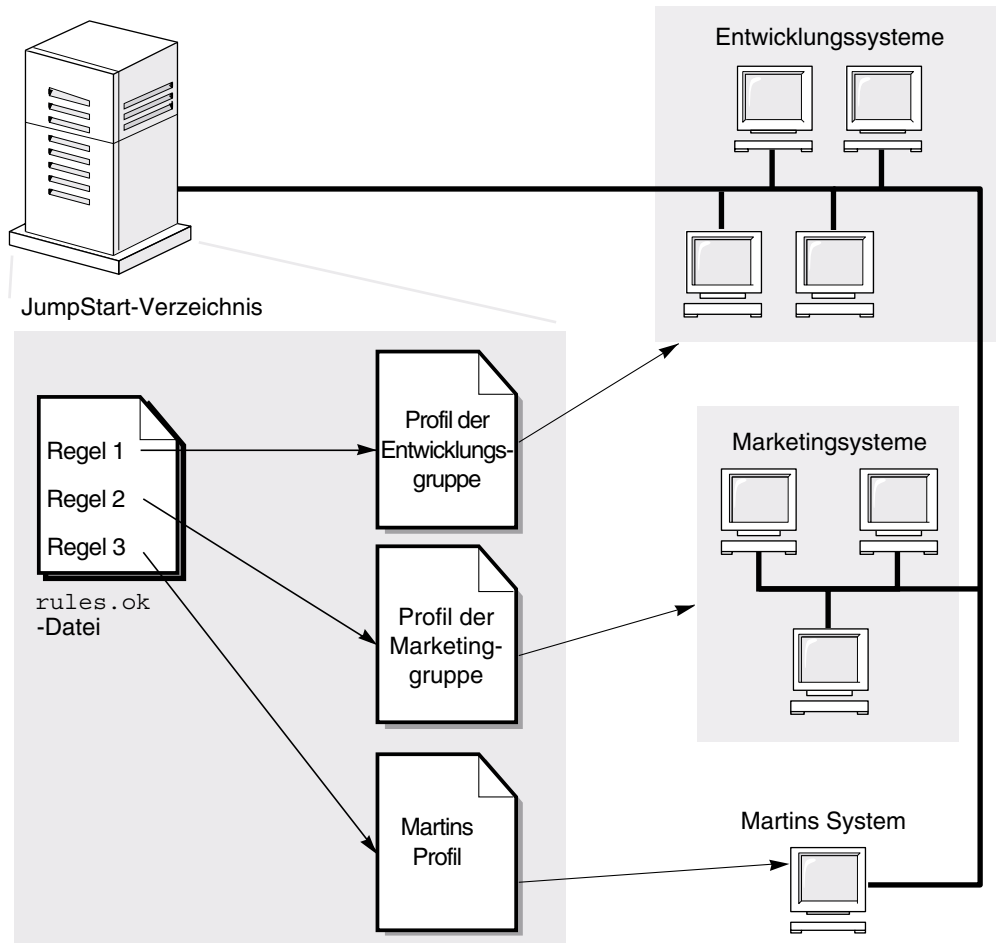 Entwicklungssysteme
JumpStart-Verzeichnis
Regel 1
Regel 2
Regel 3
rules.ok
-Datei
Profil der
Entwicklungs-
gruppe
Profil der
Marketing-
gruppe
Martins
Profil
Marketingsysteme
Martins System